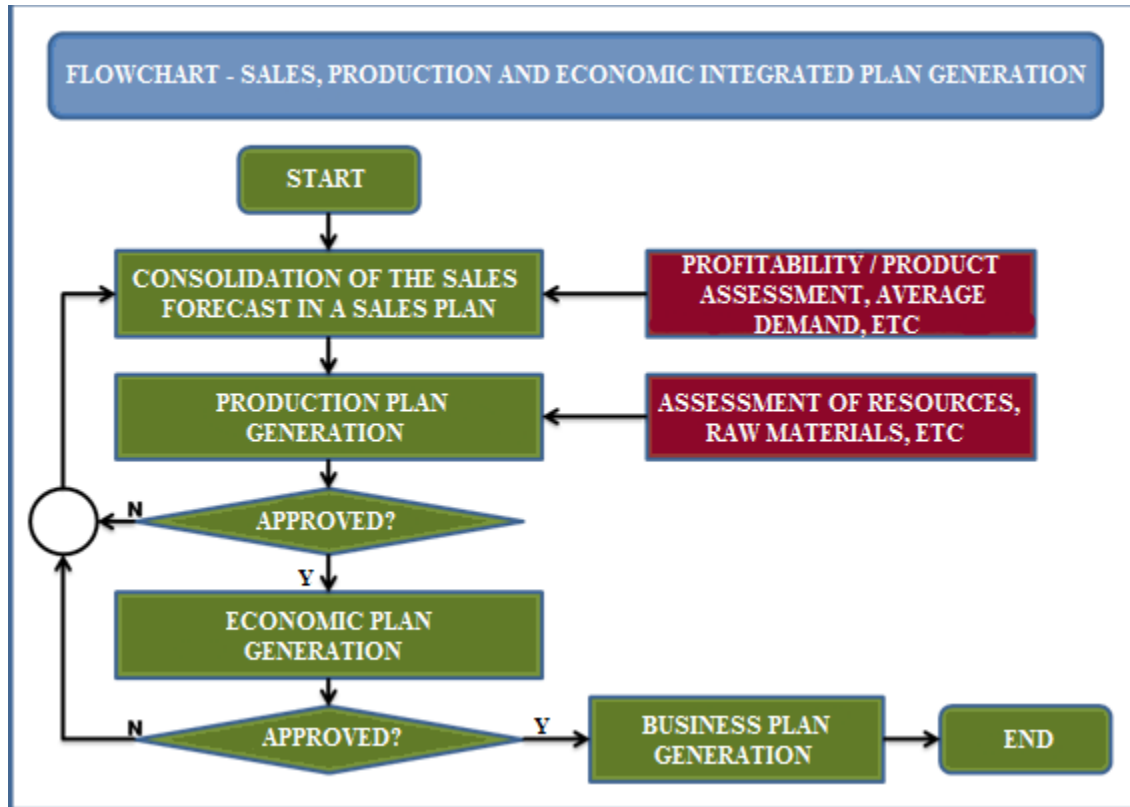 FLOWCHART - SALES, PRODUCTION AND ECONOMIC INTEGRATED PLAN GENERATION
START
CONSOLIDATION OF THE SALES
FORECAST IN A SALES PLAN
PROFITABILITY / PRODUCT
ASSESSMENT, AVERAGE
DEMAND, ETC
PRODUCTION PLAN
GENERATION
ASSESSMENT OF RESOURCES,
RAW MATERIALS, ETC
N
APPROVED?
Y
ECONOMIC PLAN
GENERATION
N
APPROVED?
Y
BUSINESS PLAN
GENERATION
END